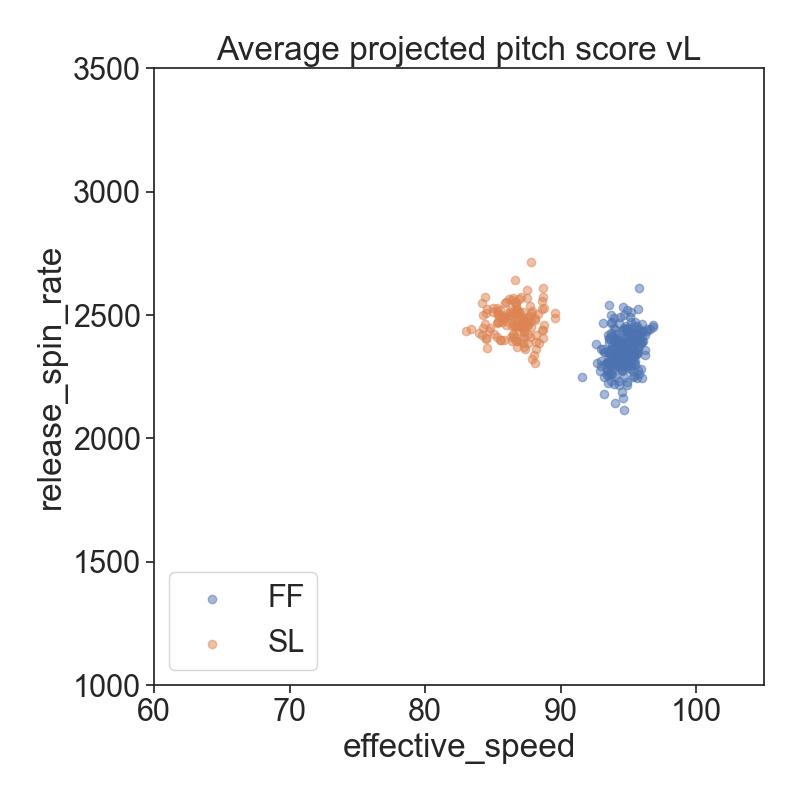 Average projected pitch score vL
3500
3000
2500
2000
1500
1000
release_spin_rate
FF
SL
60
70
80
90
100
effective_speed